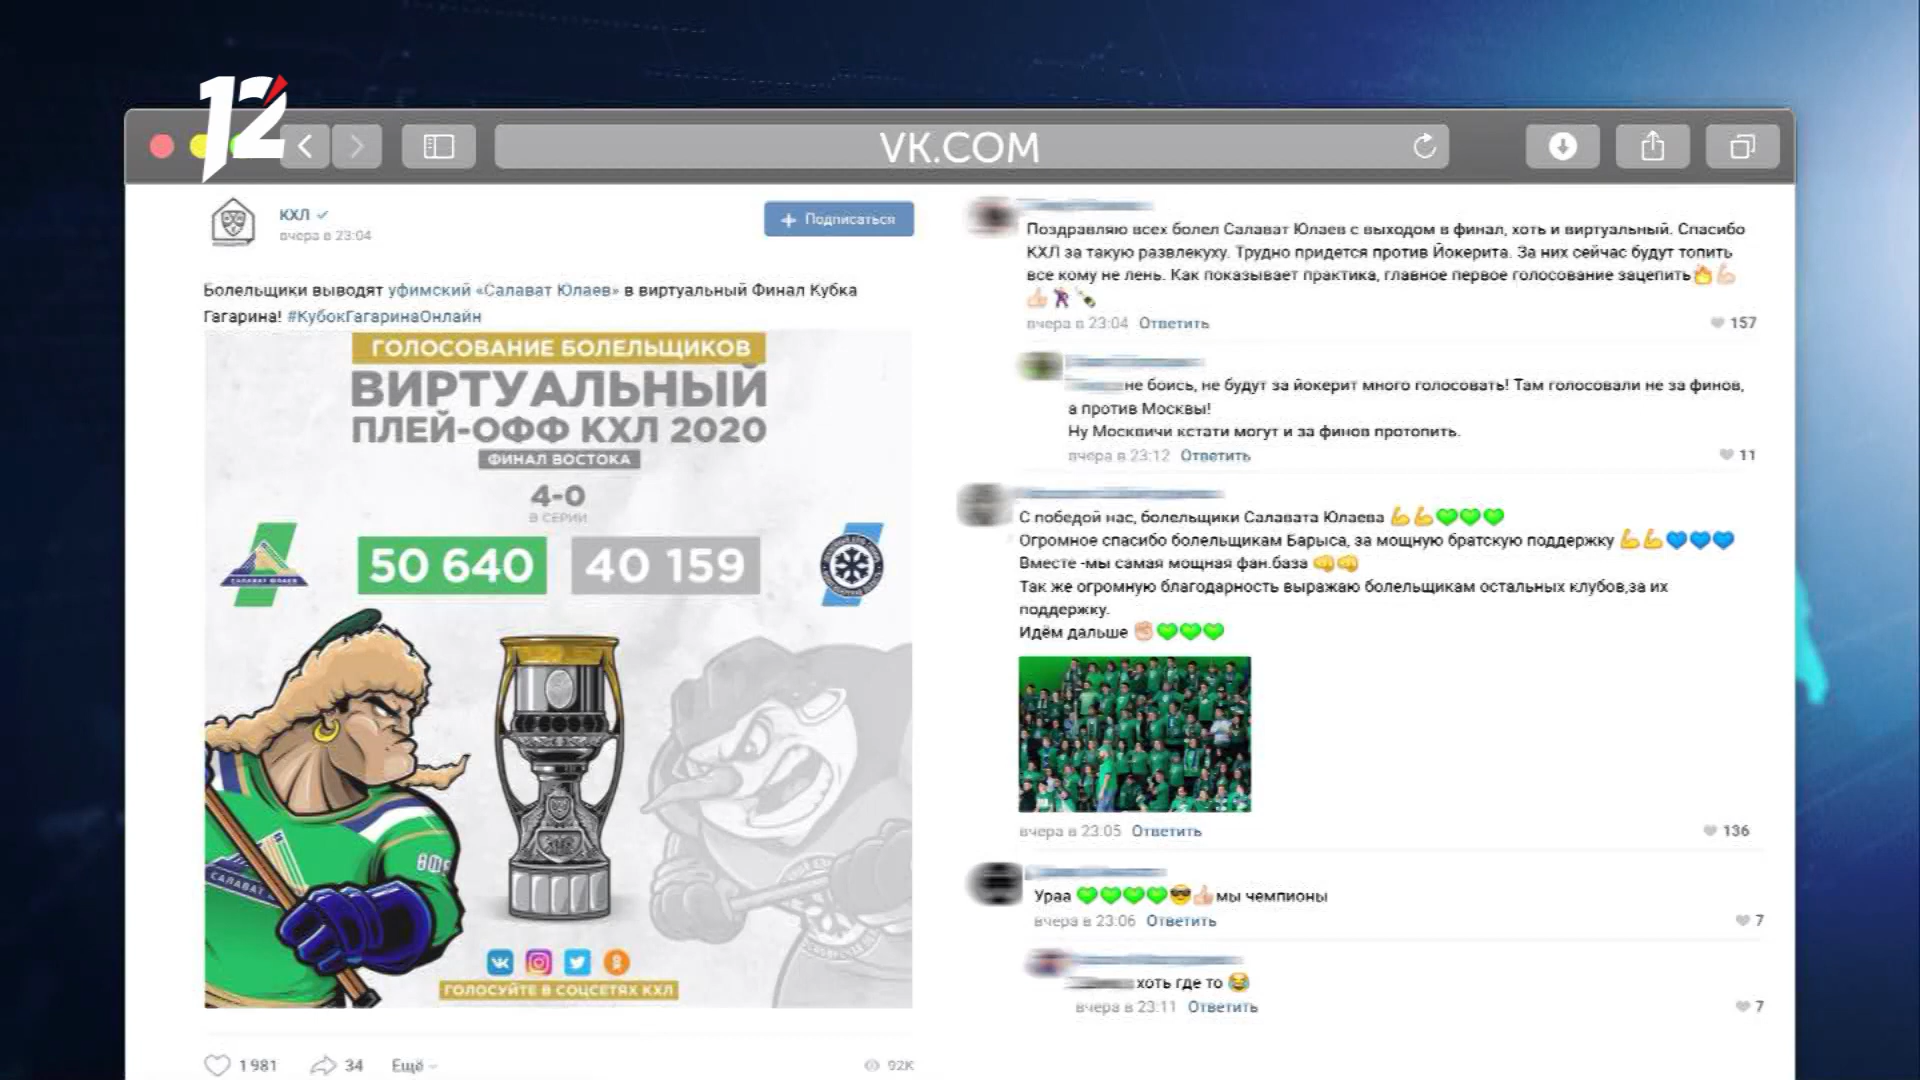 12
VK.COM
КХЛ
вчера в 23:04
Подписаться
Болельщики выводят уфимский «Салават Юлаев» в виртуальный Финал Кубка
Гагарина! #КубокГагаринаОнлайн
ГОЛОСОВАНИЕ БОЛЕЛЬЩИКОВ
ВИРТУАЛЬНЫЙ
ПЛЕЙ-ОФФ КХЛ 2020
ФИНАЛ ВОСТОКА
4-0
В СЕРИИ
САЛАВАТ ЮЛАЕВ
50 640
40 159
САЛАВАТ
ГОЛОСУЙТЕ В СОЦСЕТЯХ КХЛ
1 981
34
Ещё
92K
Поздравляю всех болел Салават Юлаев с выходом в финал, хоть и виртуальный. Спасибо
КХЛ за такую развлекуху. Трудно придется против Йокерита. За них сейчас будут топить
все кому не лень. Как показывает практика, главное первое голосование зацепить🔥💪🏻
👍🏻🕺🍾
вчера в 23:04 Ответить
157
не боись, не будут за йокерит много голосовать! Там голосовали не за финов,
а против Москвы!
Ну Москвичи кстати могут и за финов протопить.
вчера в 23:12 Ответить
11
С победой нас, болельщики Салавата Юлаева 💪💪💚💚💚
Огромное спасибо болельщикам Барыса, за мощную братскую поддержку 💪💪💙💙💙
Вместе -мы самая мощная фан.база 👊👊
Так же огромную благодарность выражаю болельщикам остальных клубов,за их
поддержку.
Идём дальше ✊🏻💚💚💚
вчера в 23:05 Ответить
136
Ураа 💚💚💚💚😎👍🏻мы чемпионы
вчера в 23:06 Ответить
7
хоть где то 😂
вчера в 23:11 Ответить
7